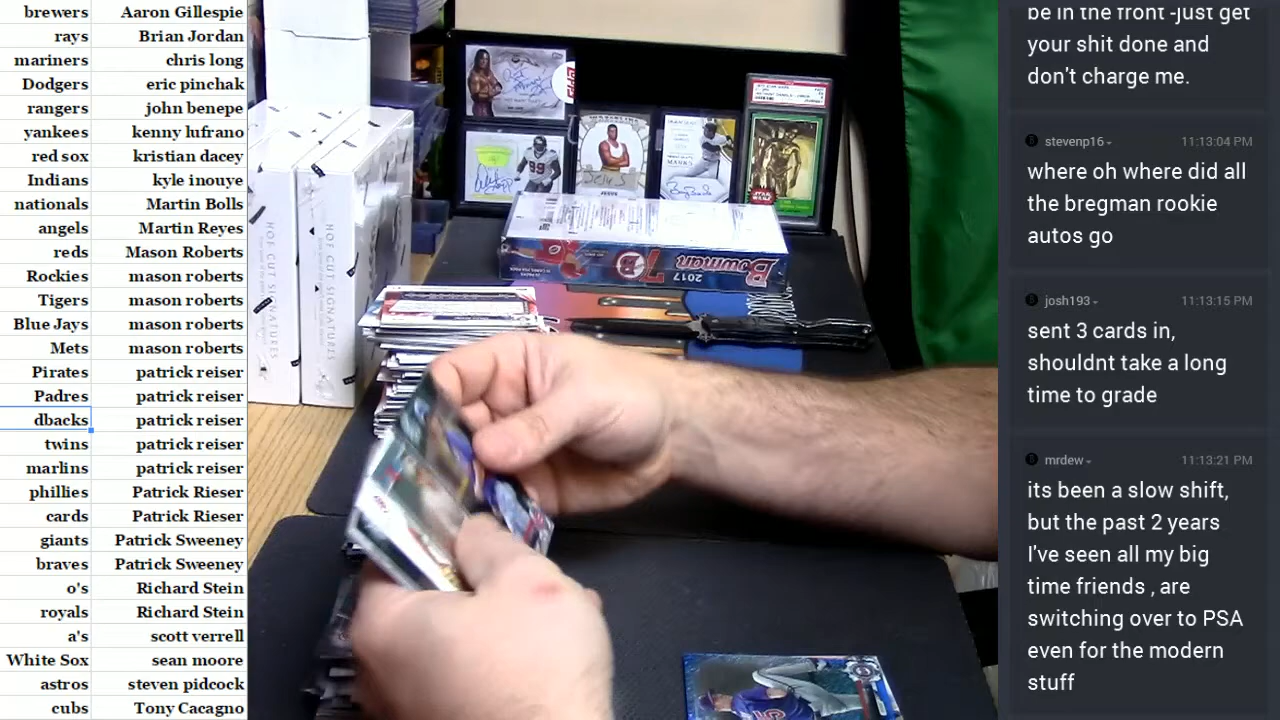 brewers Aaron Gillespie
rays Brian Jordan
mariners chris long
Dodgers eric pinchak
rangers john benepe
yankees kenny lufrano
red sox kristian dacey
Indians kyle inouye
nationals Martin Bolls
angels Martin Reyes
reds Mason Roberts
Rockies mason roberts
Tigers mason roberts
Blue Jays mason roberts
Mets mason roberts
Pirates patrick reiser
Padres patrick reiser
dbacks patrick reiser
twins patrick reiser
marlins patrick reiser
phillies Patrick Rieser
cards Patrick Rieser
giants Patrick Sweeney
braves Patrick Sweeney
o's Richard Stein
royals Richard Stein
a's scott verrell
White Sox sean moore
astros steven pidcock
cubs Tony Cacagno
HOF CUT SIGNATURES
HOF CUT SIGNATURES
STAR WARS
2017
Bowman
be in the front -just get
your shit done and
don't charge me.
stevenp16 11:13:04 PM
where oh where did all
the bregman rookie
autos go
josh193 11:13:15 PM
sent 3 cards in,
shouldnt take a long
time to grade
mrdew 11:13:21 PM
its been a slow shift,
but the past 2 years
I've seen all my big
time friends , are
switching over to PSA
even for the modern
stuff